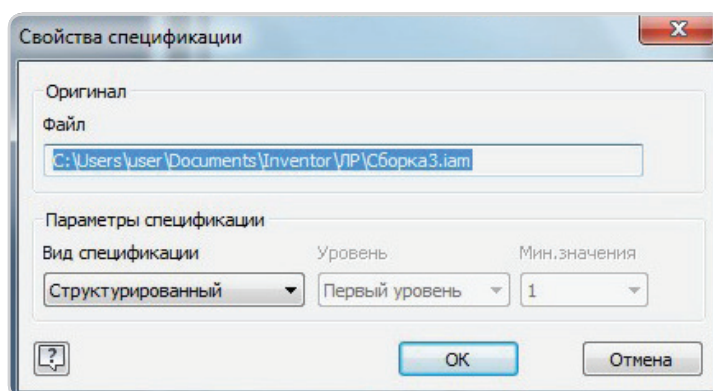 Свойства спецификации
Оригинал
Файл
C:\Users\user\Documents\Inventor\ЛР\Сборка3.iam
Параметры спецификации
Вид спецификации Уровень Мин.значения
Структурированный Первый уровень 1
? ОК Отмена